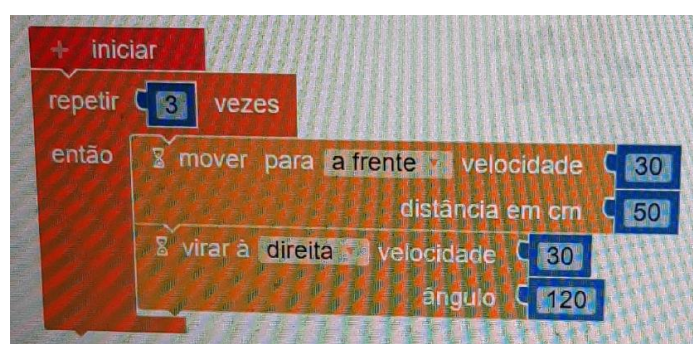 + iniciar
repetir 3 vezes
então mover para a frente velocidade 30
distância em cm 50
virar à direita velocidade 30
ângulo 120